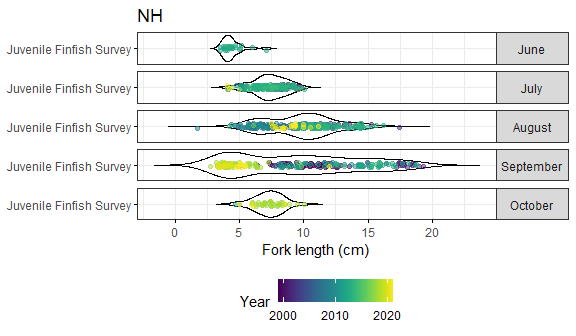 NH
Juvenile Finfish Survey June
Juvenile Finfish Survey July
Juvenile Finfish Survey August
Juvenile Finfish Survey September
Juvenile Finfish Survey October
0 5 10 15 20
Fork length (cm)
Year
2000 2010 2020